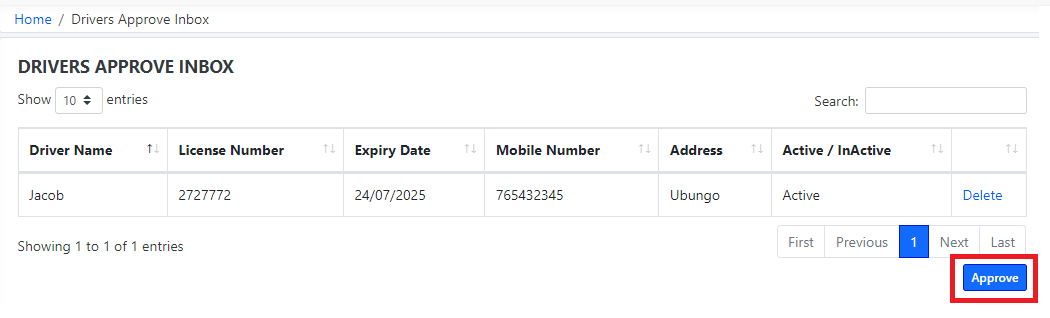 Home / Drivers Approve Inbox
DRIVERS APPROVE INBOX
Show 10 entries Search:
Driver Name License Number Expiry Date Mobile Number Address Active / InActive
Jacob 2727772 24/07/2025 765432345 Ubungo Active Delete
Showing 1 to 1 of 1 entries First Previous 1 Next Last
Approve